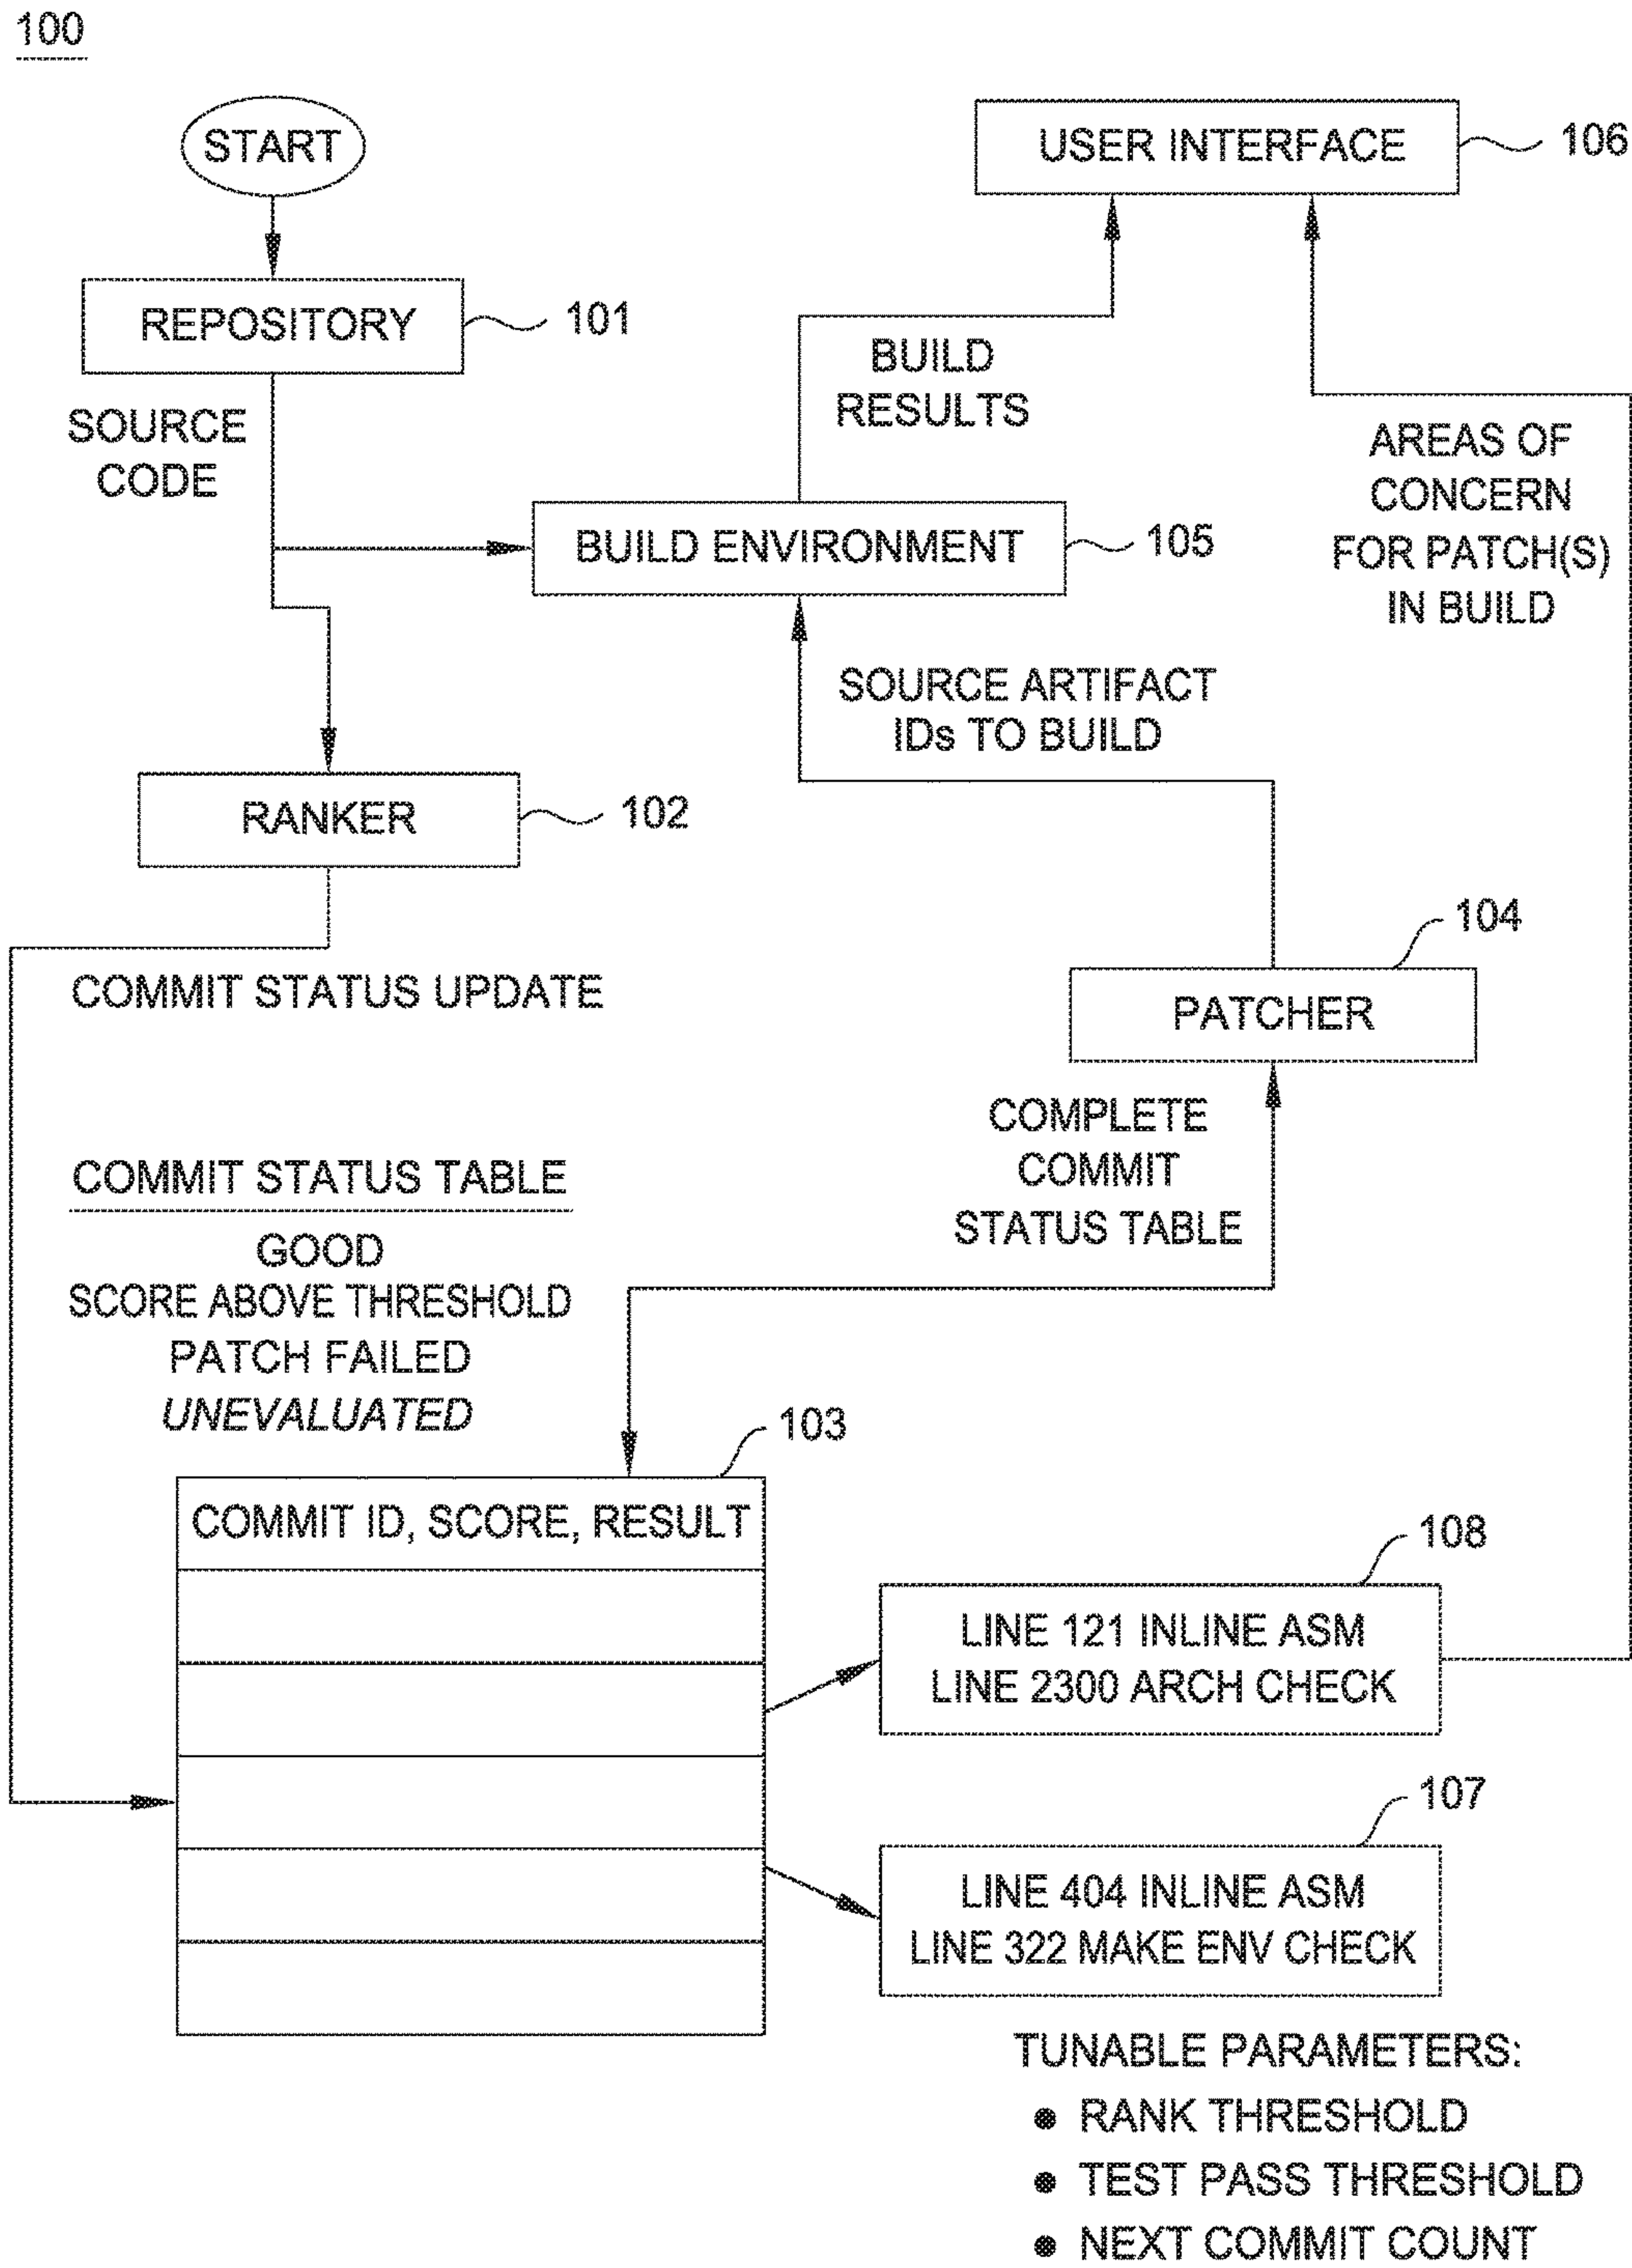 100
START
USER INTERFACE
106
REPOSITORY
101
SOURCE
CODE
BUILD
RESULTS
AREAS OF
CONCERN
FOR PATCH(S)
IN BUILD
BUILD ENVIRONMENT
105
SOURCE ARTIFACT
IDs TO BUILD
RANKER
102
COMMIT STATUS UPDATE
104
PATCHER
COMPLETE
COMMIT
STATUS TABLE
COMMIT STATUS TABLE
GOOD
SCORE ABOVE THRESHOLD
PATCH FAILED
UNEVALUATED
103
COMMIT ID, SCORE, RESULT
108
LINE 121 INLINE ASM
LINE 2300 ARCH CHECK
107
LINE 404 INLINE ASM
LINE 322 MAKE ENV CHECK
TUNABLE PARAMETERS:
● RANK THRESHOLD
● TEST PASS THRESHOLD
● NEXT COMMIT COUNT